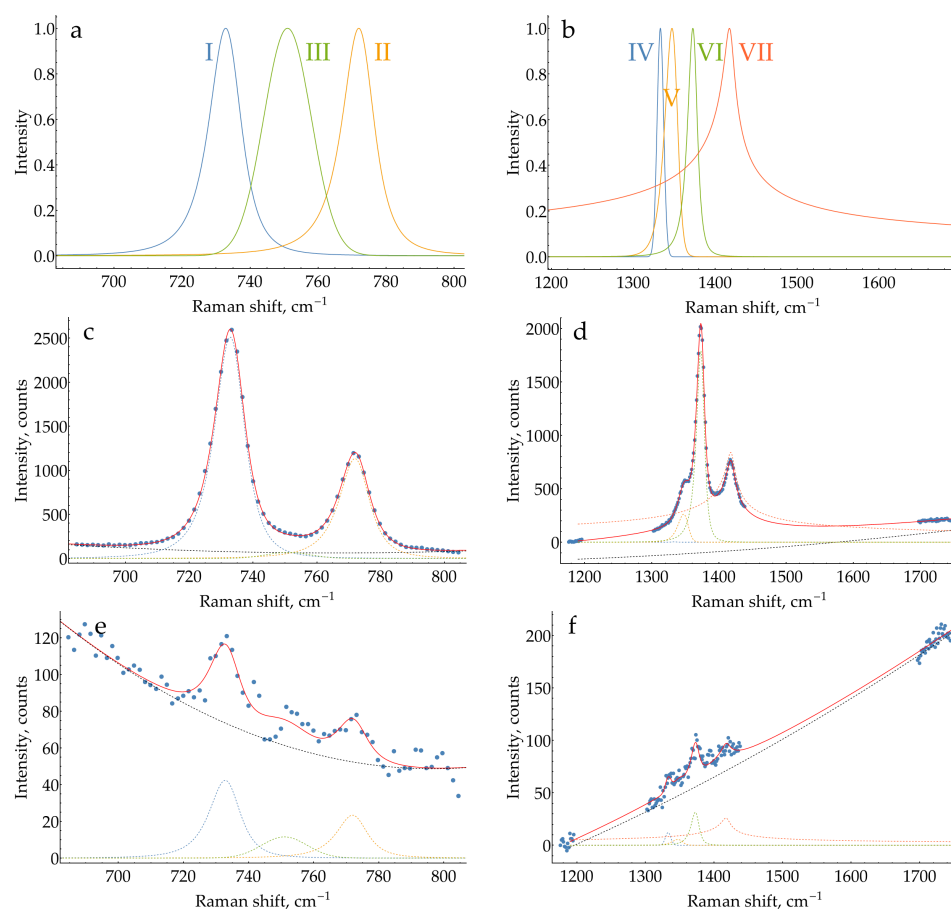 a
I
III
II
1.0
0.8
0.6
0.4
0.2
0.0
Intensity
700
720
740
760
780
800
Raman shift, cm⁻¹
b
IV
V
VI
VII
1.0
0.8
0.6
0.4
0.2
0.0
Intensity
1200
1300
1400
1500
1600
Raman shift, cm⁻¹
c
2500
2000
1500
1000
500
0
Intensity, counts
700
720
740
760
780
800
Raman shift, cm⁻¹
d
2000
1500
1000
500
0
Intensity, counts
1200
1300
1400
1500
1600
1700
Raman shift, cm⁻¹
e
120
100
80
60
40
20
0
Intensity, counts
700
720
740
760
780
800
Raman shift, cm⁻¹
f
200
150
100
50
0
Intensity, counts
1200
1300
1400
1500
1600
1700
Raman shift, cm⁻¹